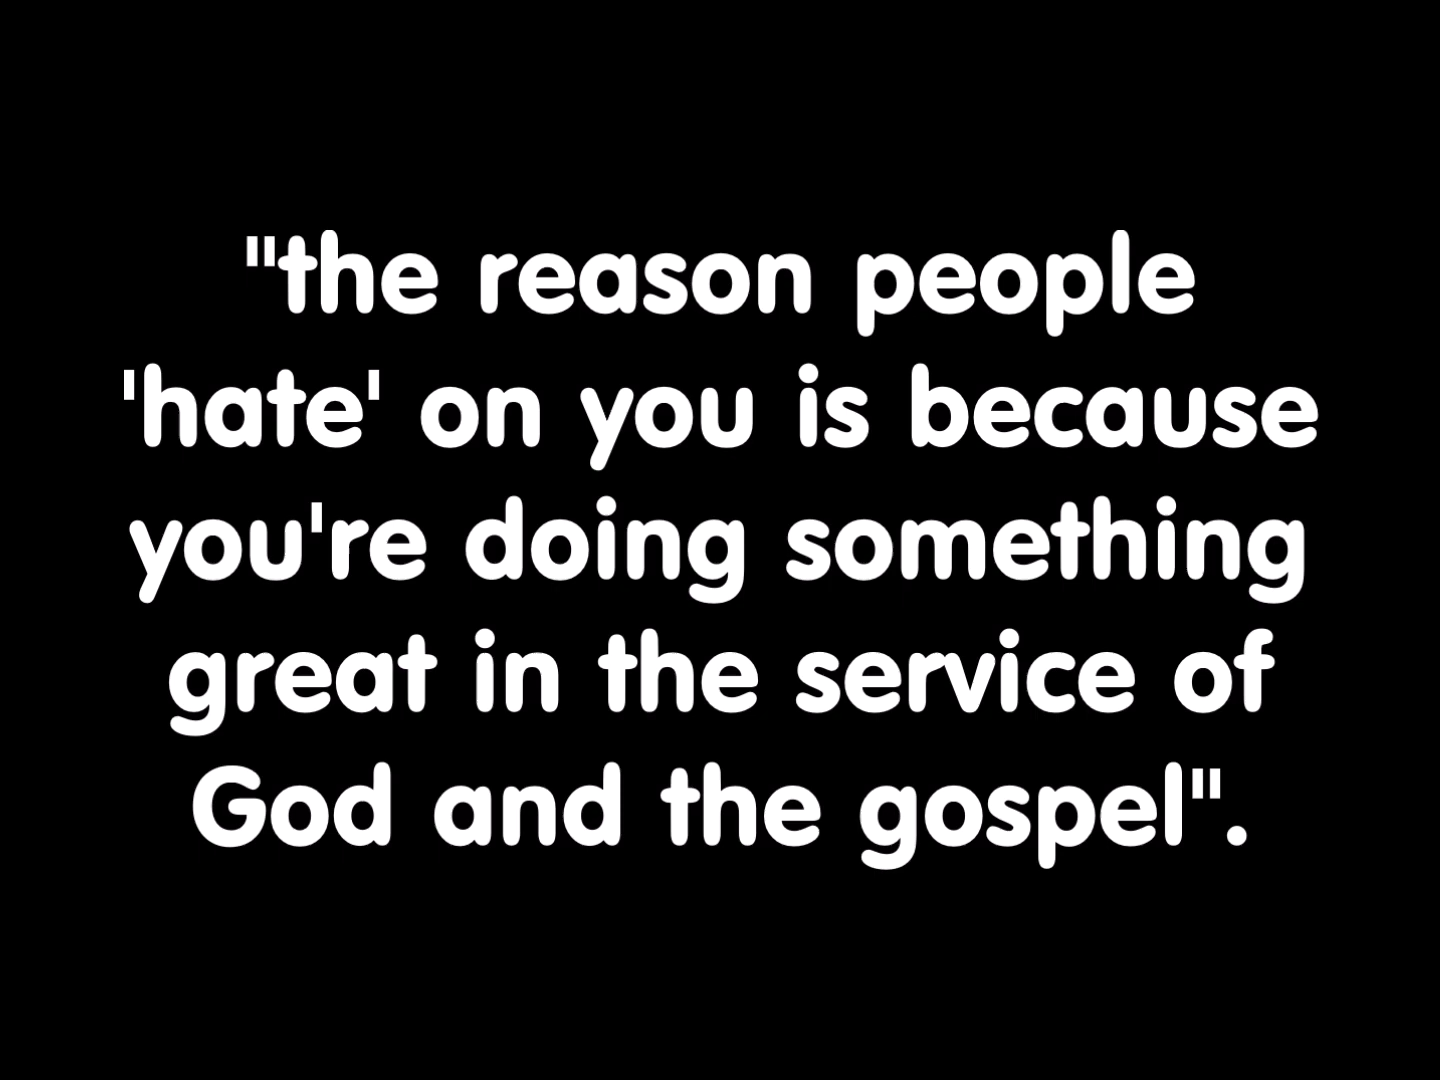 "the reason people
'hate' on you is because
you're doing something
great in the service of
God and the gospel".